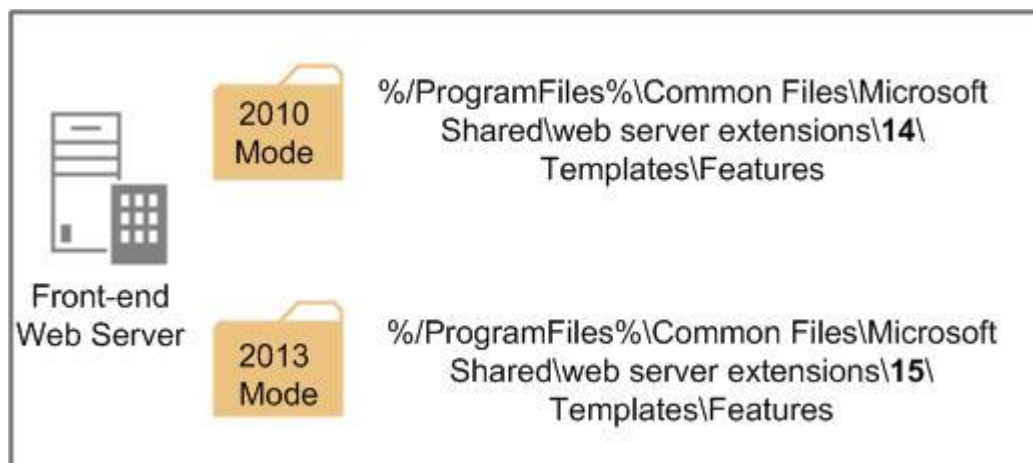 2010
Mode
%/ProgramFiles%\Common Files\Microsoft
Shared\web server extensions\14\
Templates\Features
Front-end
Web Server
2013
Mode
%/ProgramFiles%\Common Files\Microsoft
Shared\web server extensions\15\
Templates\Features